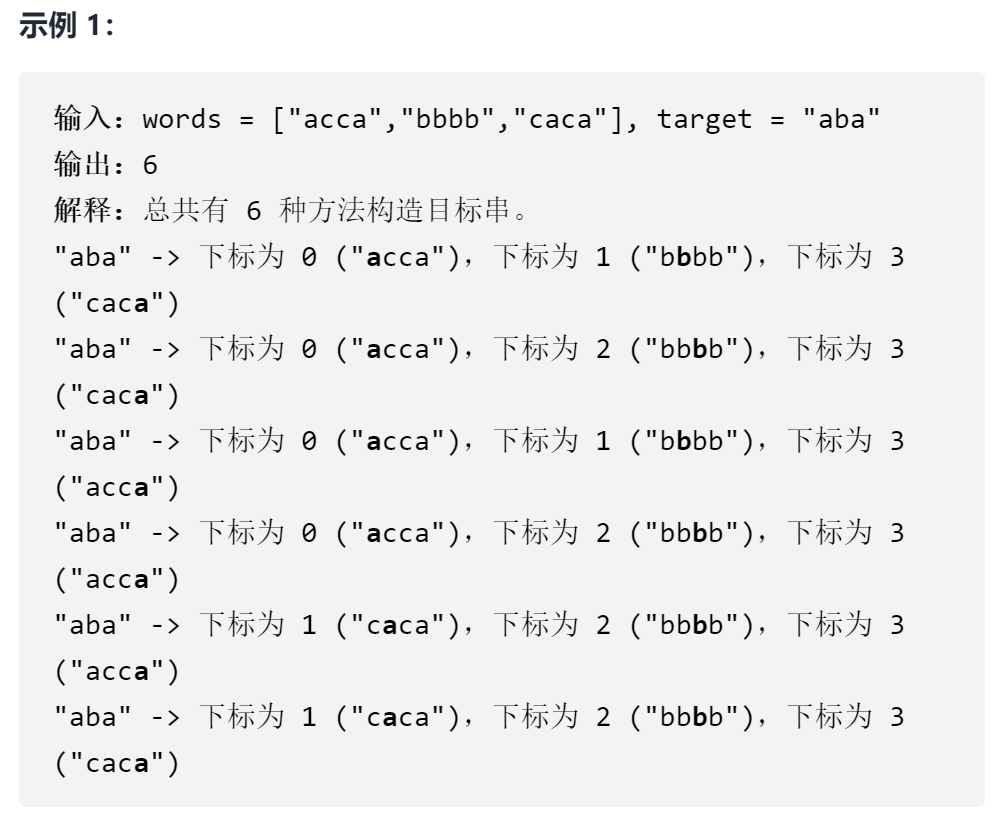 示例 1：
输入：words = ["acca","bbbb","caca"], target = "aba"
输出：6
解释：总共有 6 种方法构造目标串。
"aba" -> 下标为 0 ("acca")，下标为 1 ("bbbb")，下标为 3
("caca")
"aba" -> 下标为 0 ("acca")，下标为 2 ("bbbb")，下标为 3
("caca")
"aba" -> 下标为 0 ("acca")，下标为 1 ("bbbb")，下标为 3
("acca")
"aba" -> 下标为 0 ("acca")，下标为 2 ("bbbb")，下标为 3
("acca")
"aba" -> 下标为 1 ("caca")，下标为 2 ("bbbb")，下标为 3
("acca")
"aba" -> 下标为 1 ("caca")，下标为 2 ("bbbb")，下标为 3
("caca")